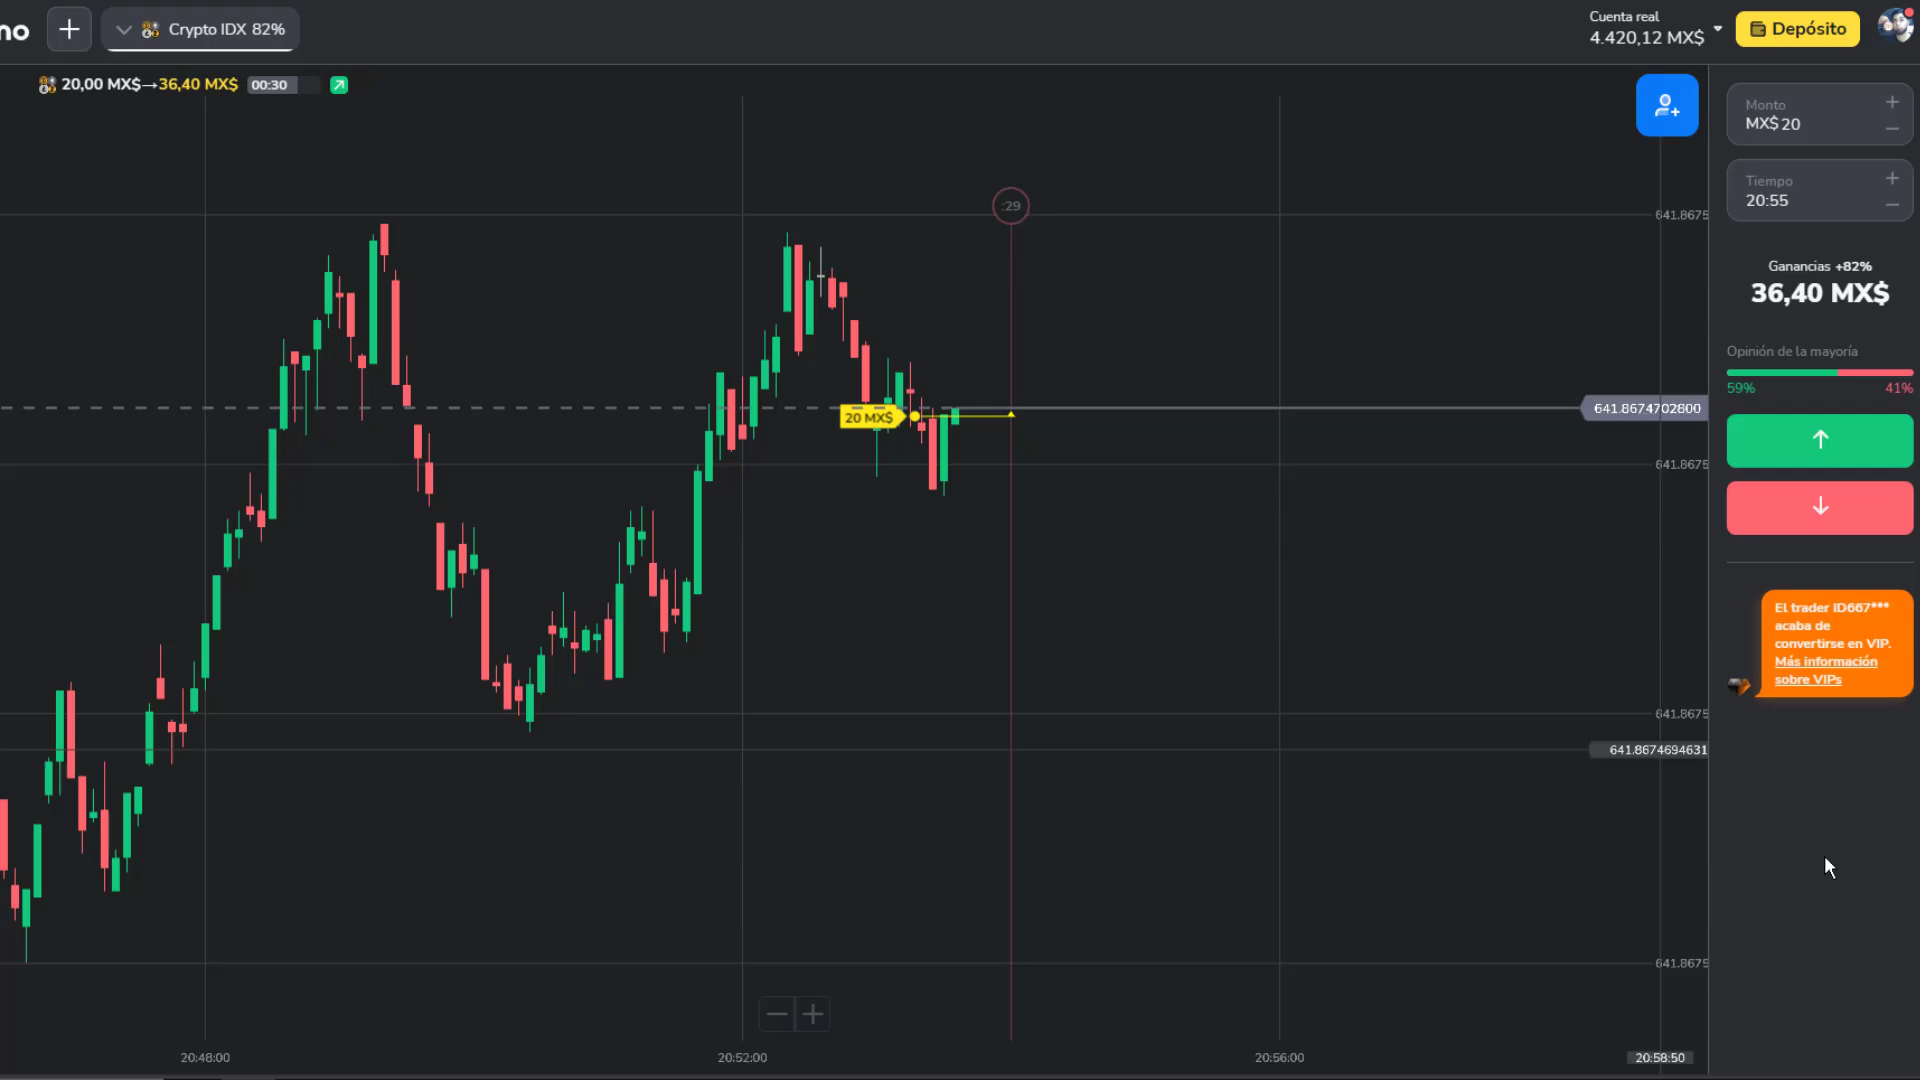 no
Crypto IDX 82%
Cuenta real
4.420,12 MX$
Depósito
20,00 MX$→36,40 MX$ 00:30
Monto
MX$ 20
Tiempo
20:55
:29
641.8675
Ganancias +82%
36,40 MX$
Opinión de la mayoría
59% 41%
20 MX$
641.8674702800
641.8675
El trader ID667***
acaba de
convertirse en VIP.
Más información
sobre VIPs
641.8675
641.8674694631
641.8675
20:48:00 20:52:00 20:56:00 20:58:50